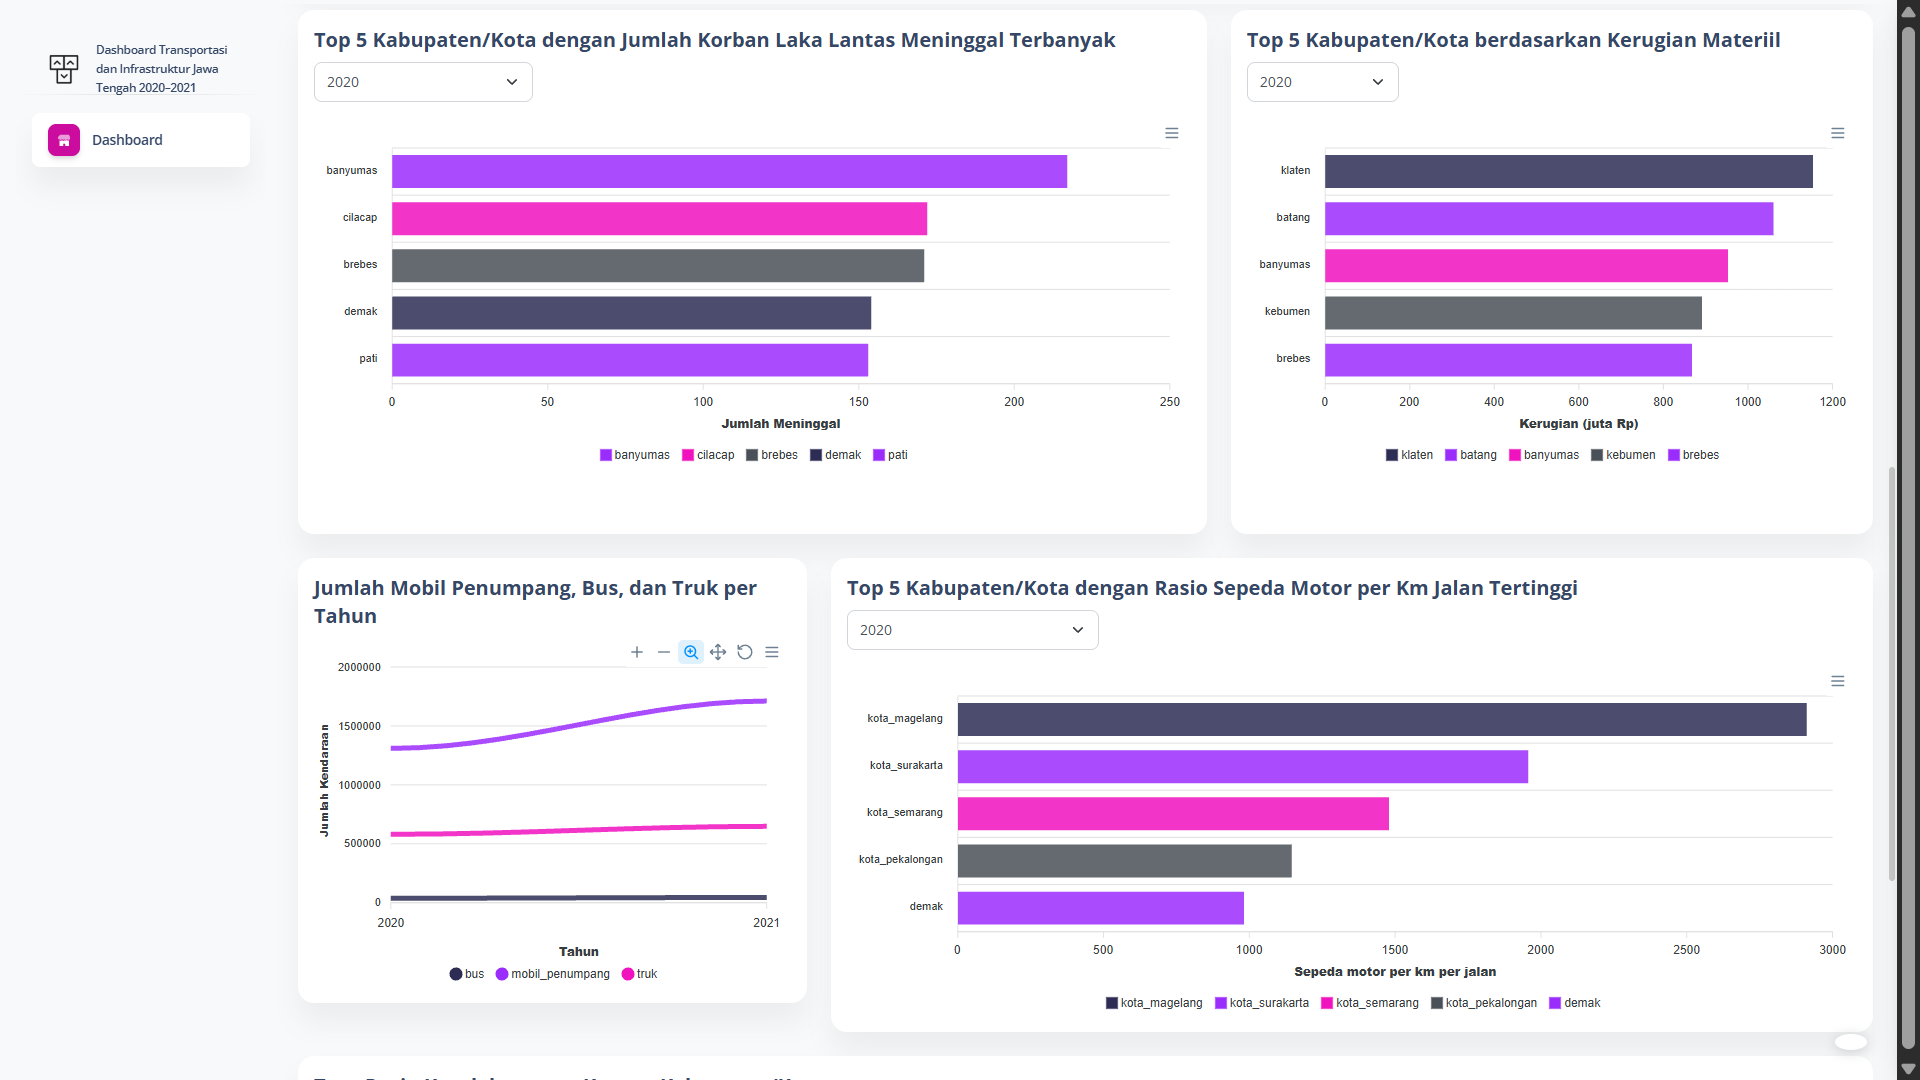 Dashboard Transportasi
dan Infrastruktur Jawa
Tengah 2020–2021
Dashboard
Top 5 Kabupaten/Kota dengan Jumlah Korban Laka Lantas Meninggal Terbanyak
2020
banyumas
cilacap
brebes
demak
pati
0 50 100 150 200 250
Jumlah Meninggal
banyumas cilacap brebes demak pati
Top 5 Kabupaten/Kota berdasarkan Kerugian Materiil
2020
klaten
batang
banyumas
kebumen
brebes
0 200 400 600 800 1000 1200
Kerugian (juta Rp)
klaten batang banyumas kebumen brebes
Jumlah Mobil Penumpang, Bus, dan Truk per
Tahun
2000000
1500000
1000000
500000
0
Jumlah Kendaraan
2020 2021
Tahun
bus mobil_penumpang truk
Top 5 Kabupaten/Kota dengan Rasio Sepeda Motor per Km Jalan Tertinggi
2020
kota_magelang
kota_surakarta
kota_semarang
kota_pekalongan
demak
0 500 1000 1500 2000 2500 3000
Sepeda motor per km per jalan
kota_magelang kota_surakarta kota_semarang kota_pekalongan demak